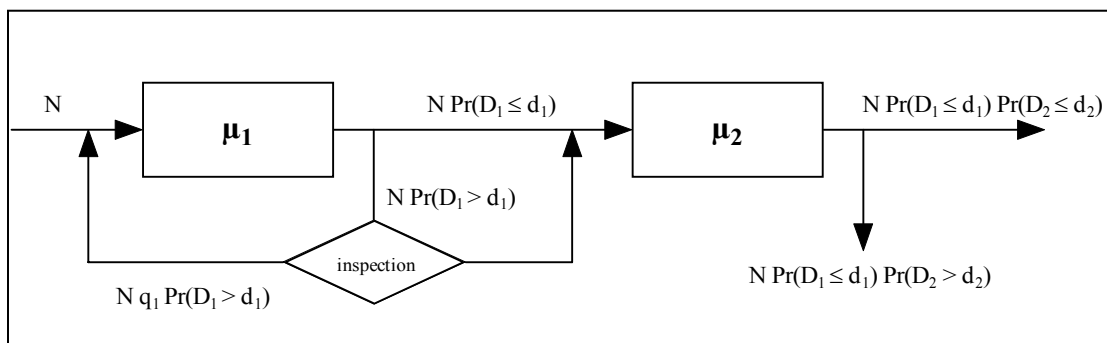 N
μ₁
N Pr(D₁ ≤ d₁)
μ₂
N Pr(D₁ ≤ d₁) Pr(D₂ ≤ d₂)
N Pr(D₁ > d₁)
inspection
N q₁ Pr(D₁ > d₁)
N Pr(D₁ ≤ d₁) Pr(D₂ > d₂)